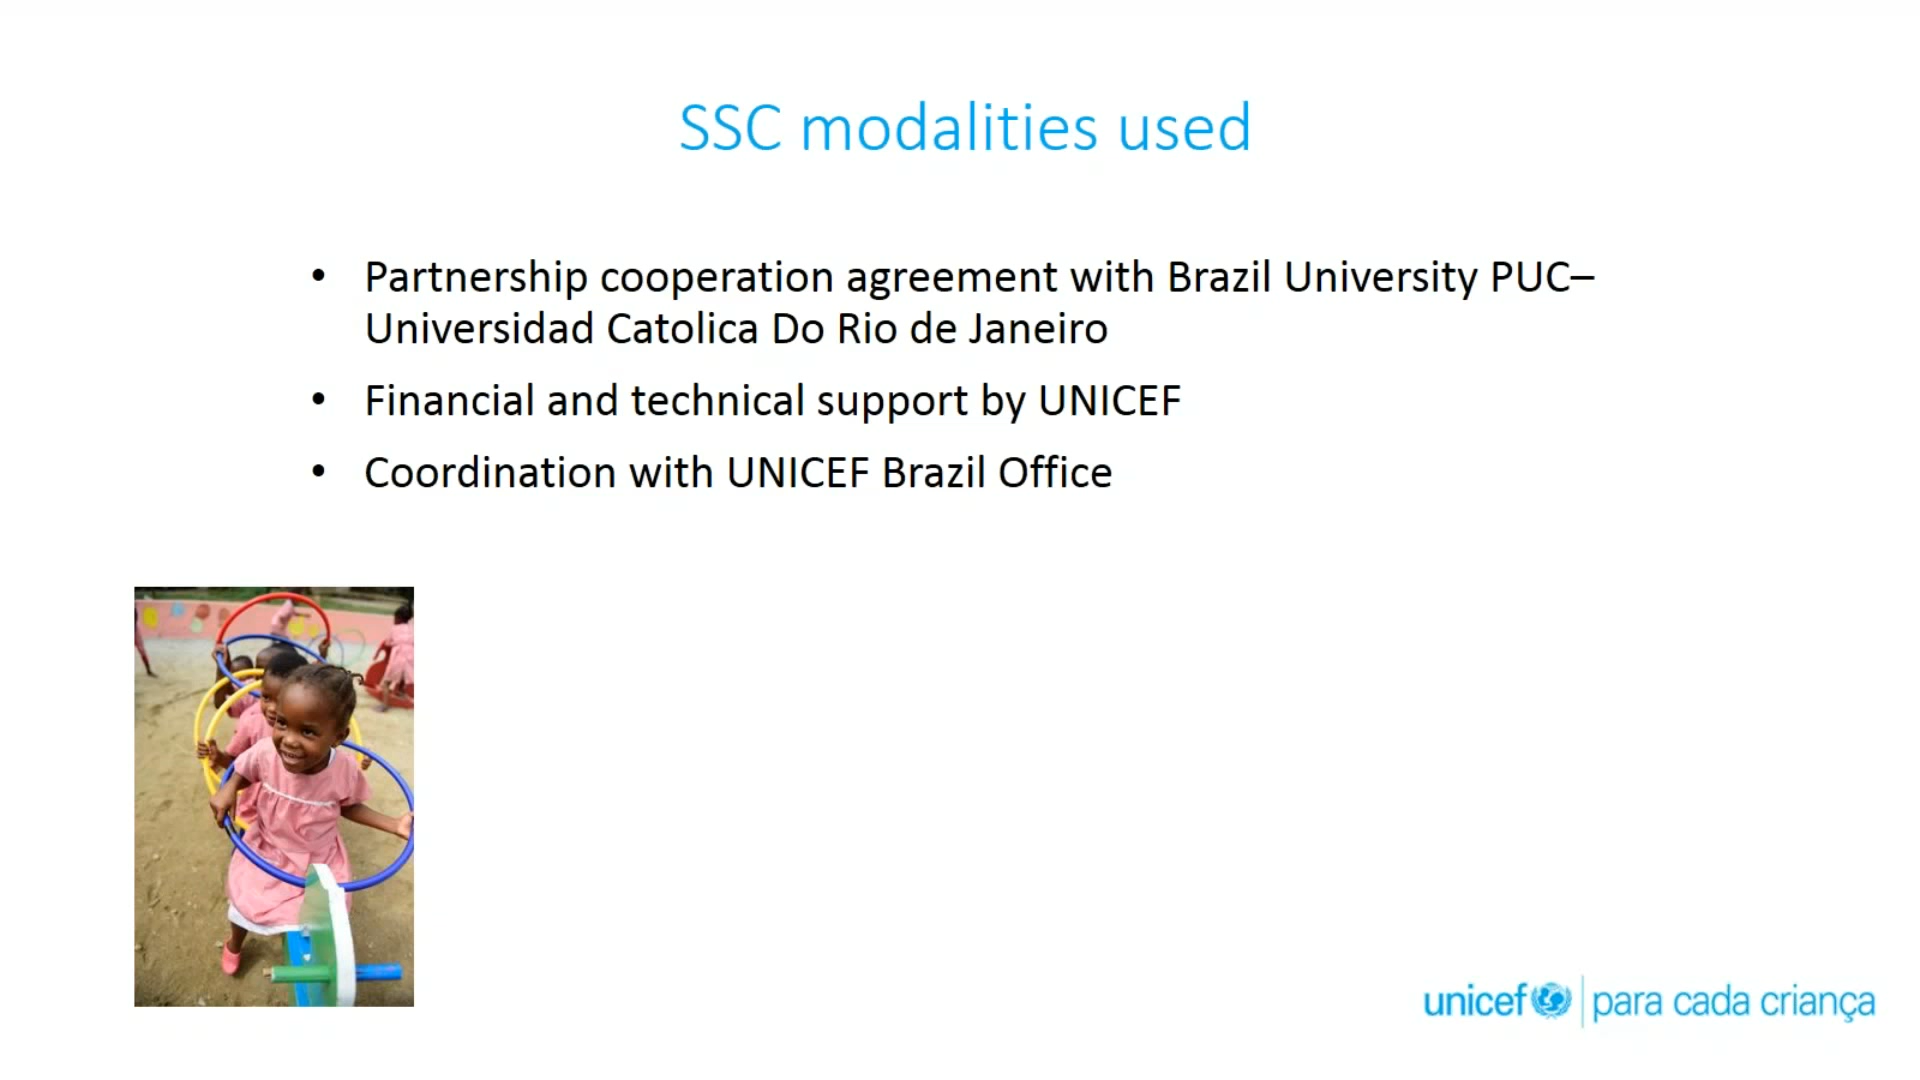 SSC modalities used
• Partnership cooperation agreement with Brazil University PUC–
Universidad Catolica Do Rio de Janeiro
• Financial and technical support by UNICEF
• Coordination with UNICEF Brazil Office
unicef | para cada criança